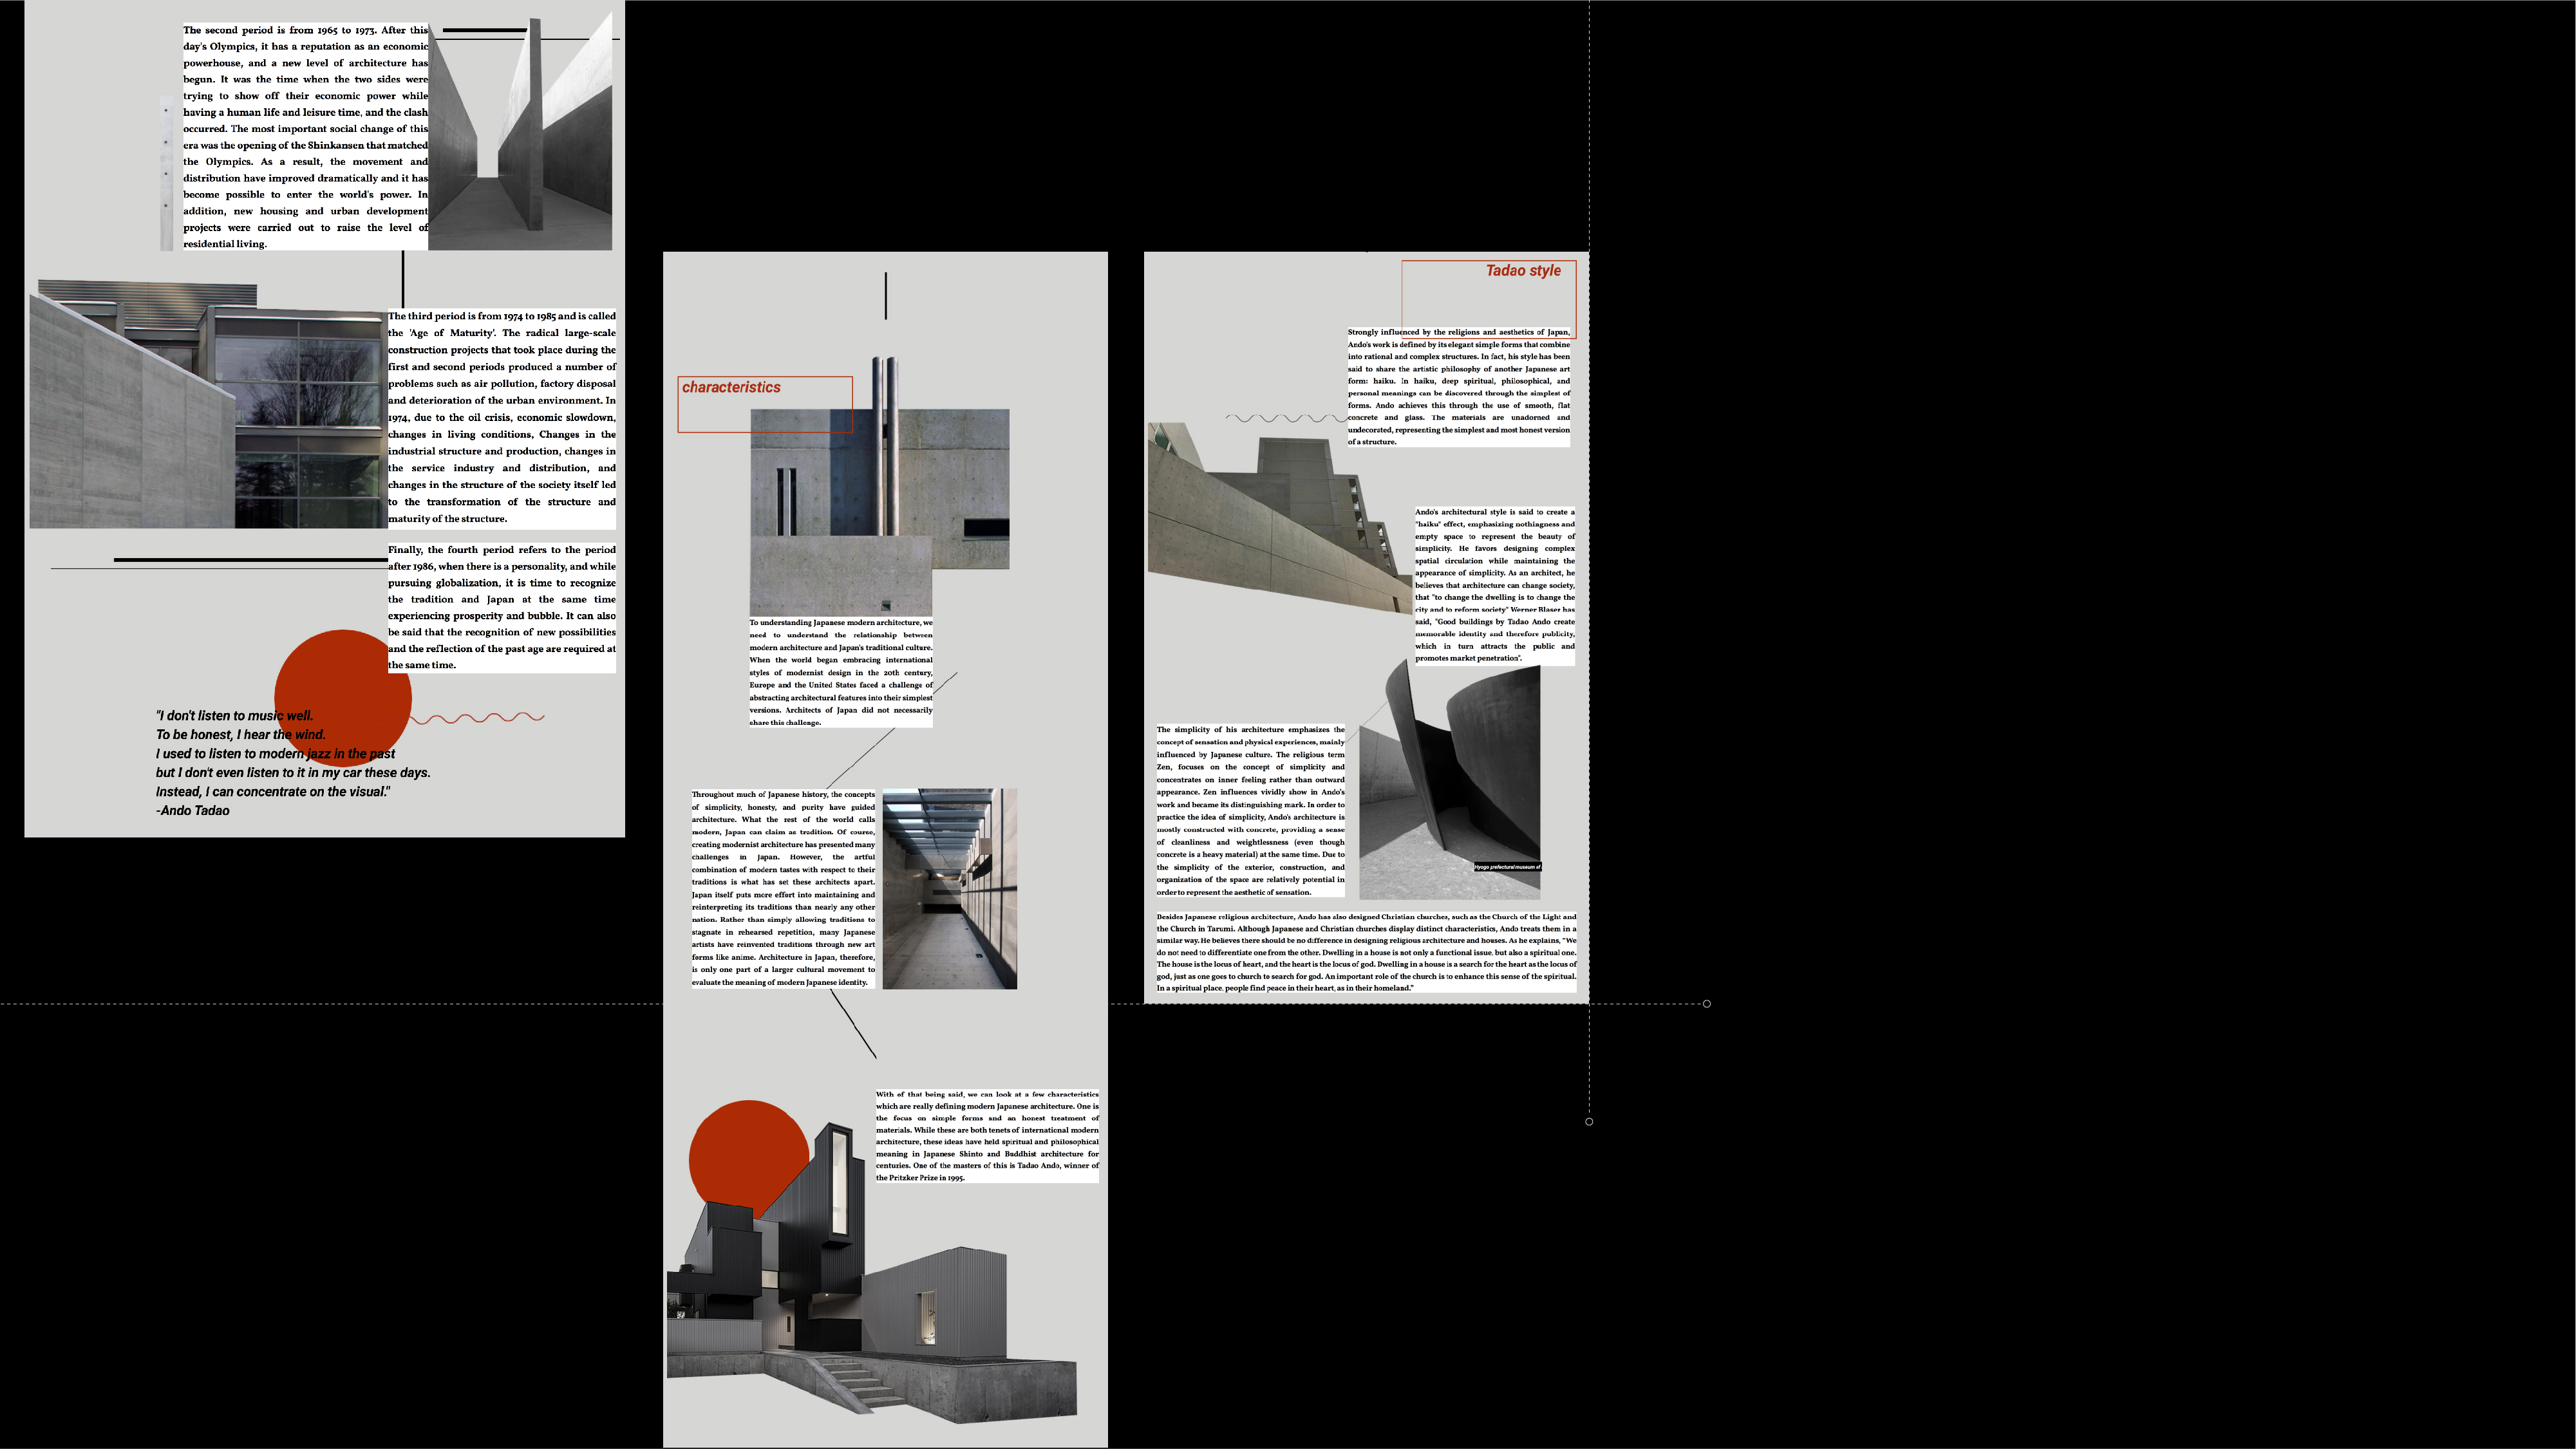 The second period is from 1965 to 1973. After this
day's Olympics, it has a reputation as an economic
powerhouse, and a new level of architecture has
begun. It was the time when the two sides were
trying to show off their economic power while
having a human life and leisure time, and the clash
occurred. The most important social change of this
era was the opening of the Shinkansen that matched
the Olympics. As a result, the movement and
distribution have improved dramatically and it has
become possible to enter the world's power. In
addition, new housing and urban development
projects were carried out to raise the level of
residential living.
The third period is from 1974 to 1985 and is called
the 'Age of Maturity'. The radical large-scale
construction projects that took place during the
first and second periods produced a number of
problems such as air pollution, factory disposal
and deterioration of the urban environment. In
1974, due to the oil crisis, economic slowdown,
changes in living conditions, Changes in the
industrial structure and production, changes in
the service industry and distribution, and
changes in the structure of the society itself led
to the transformation of the structure and
maturity of the structure.
Finally, the fourth period refers to the period
after 1986, when there is a personality, and while
pursuing globalization, it is time to recognize
the tradition and Japan at the same time
experiencing prosperity and bubble. It can also
be said that the recognition of new possibilities
and the reflection of the past age are required at
the same time.
"I don't listen to music well.
To be honest, I hear the wind.
I used to listen to modern jazz in the past
but I don't even listen to it in my car these days.
Instead, I can concentrate on the visual."
-Ando Tadao
characteristics
To understanding Japanese modern architecture, we
need to understand the relationship between
modern architecture and Japan's traditional culture.
When the world began embracing international
styles of modernist design in the 20th century,
Europe and the United States faced a challenge of
abstracting architectural features into their simplest
versions. Architects of Japan did not necessarily
share this challenge.
Throughout much of Japanese history, the concepts
of simplicity, honesty, and purity have guided
architecture. What the rest of the world calls
modern, Japan can claim as tradition. Of course,
creating modernist architecture has presented many
challenges in Japan. However, the artful
combination of modern tastes with respect to their
traditions is what has set these architects apart.
Japan itself puts more effort into maintaining and
reinterpreting its traditions than nearly any other
nation. Rather than simply allowing traditions to
stagnate in rehearsed repetition, many Japanese
artists have reinvented traditions through new art
forms like anime. Architecture in Japan, therefore,
is only one part of a larger cultural movement to
evaluate the meaning of modern Japanese identity.
With of that being said, we can look at a few characteristics
which are really defining modern Japanese architecture. One is
the focus on simple forms and an honest treatment of
materials. While these are both tenets of international modern
architecture, these ideas have held spiritual and philosophical
meaning in Japanese Shinto and Buddhist architecture for
centuries. One of the masters of this is Tadao Ando, winner of
the Pritzker Prize in 1995.
Tadao style
Strongly influenced by the religions and aesthetics of Japan,
Ando's work is defined by its elegant simple forms that combine
into rational and complex structures. In fact, his style has been
said to share the artistic philosophy of another Japanese art
form: haiku. In haiku, deep spiritual, philosophical, and
personal meanings can be discovered through the simplest of
forms. Ando achieves this through the use of smooth, flat
concrete and glass. The materials are unadorned and
undecorated, representing the simplest and most honest version
of a structure.
Ando's architectural style is said to create a
"haiku" effect, emphasizing nothingness and
empty space to represent the beauty of
simplicity. He favors designing complex
spatial circulation while maintaining the
appearance of simplicity. As an architect, he
believes that architecture can change society,
that "to change the dwelling is to change the
city and to reform society" Werner Blaser has
said, "Good buildings by Tadao Ando create
memorable identity and therefore publicity,
which in turn attracts the public and
promotes market penetration".
The simplicity of his architecture emphasizes the
concept of sensation and physical experiences, mainly
influenced by Japanese culture. The religious term
Zen, focuses on the concept of simplicity and
concentrates on inner feeling rather than outward
appearance. Zen influences vividly show in Ando's
work and became its distinguishing mark. In order to
practice the idea of simplicity, Ando's architecture is
mostly constructed with concrete, providing a sense
of cleanliness and weightlessness (even though
concrete is a heavy material) at the same time. Due to
the simplicity of the exterior, construction, and
organization of the space are relatively potential in
order to represent the aesthetic of sensation.
Hyogo prefectural museum of
Besides Japanese religious architecture, Ando has also designed Christian churches, such as the Church of the Light and
the Church in Tarumi. Although Japanese and Christian churches display distinct characteristics, Ando treats them in a
similar way. He believes there should be no difference in designing religious architecture and houses. As he explains, "We
do not need to differentiate one from the other. Dwelling in a house is not only a functional issue, but also a spiritual one.
The house is the locus of heart, and the heart is the locus of god. Dwelling in a house is a search for the heart as the locus of
god, just as one goes to church to search for god. An important role of the church is to enhance this sense of the spiritual.
In a spiritual place, people find peace in their heart, as in their homeland."